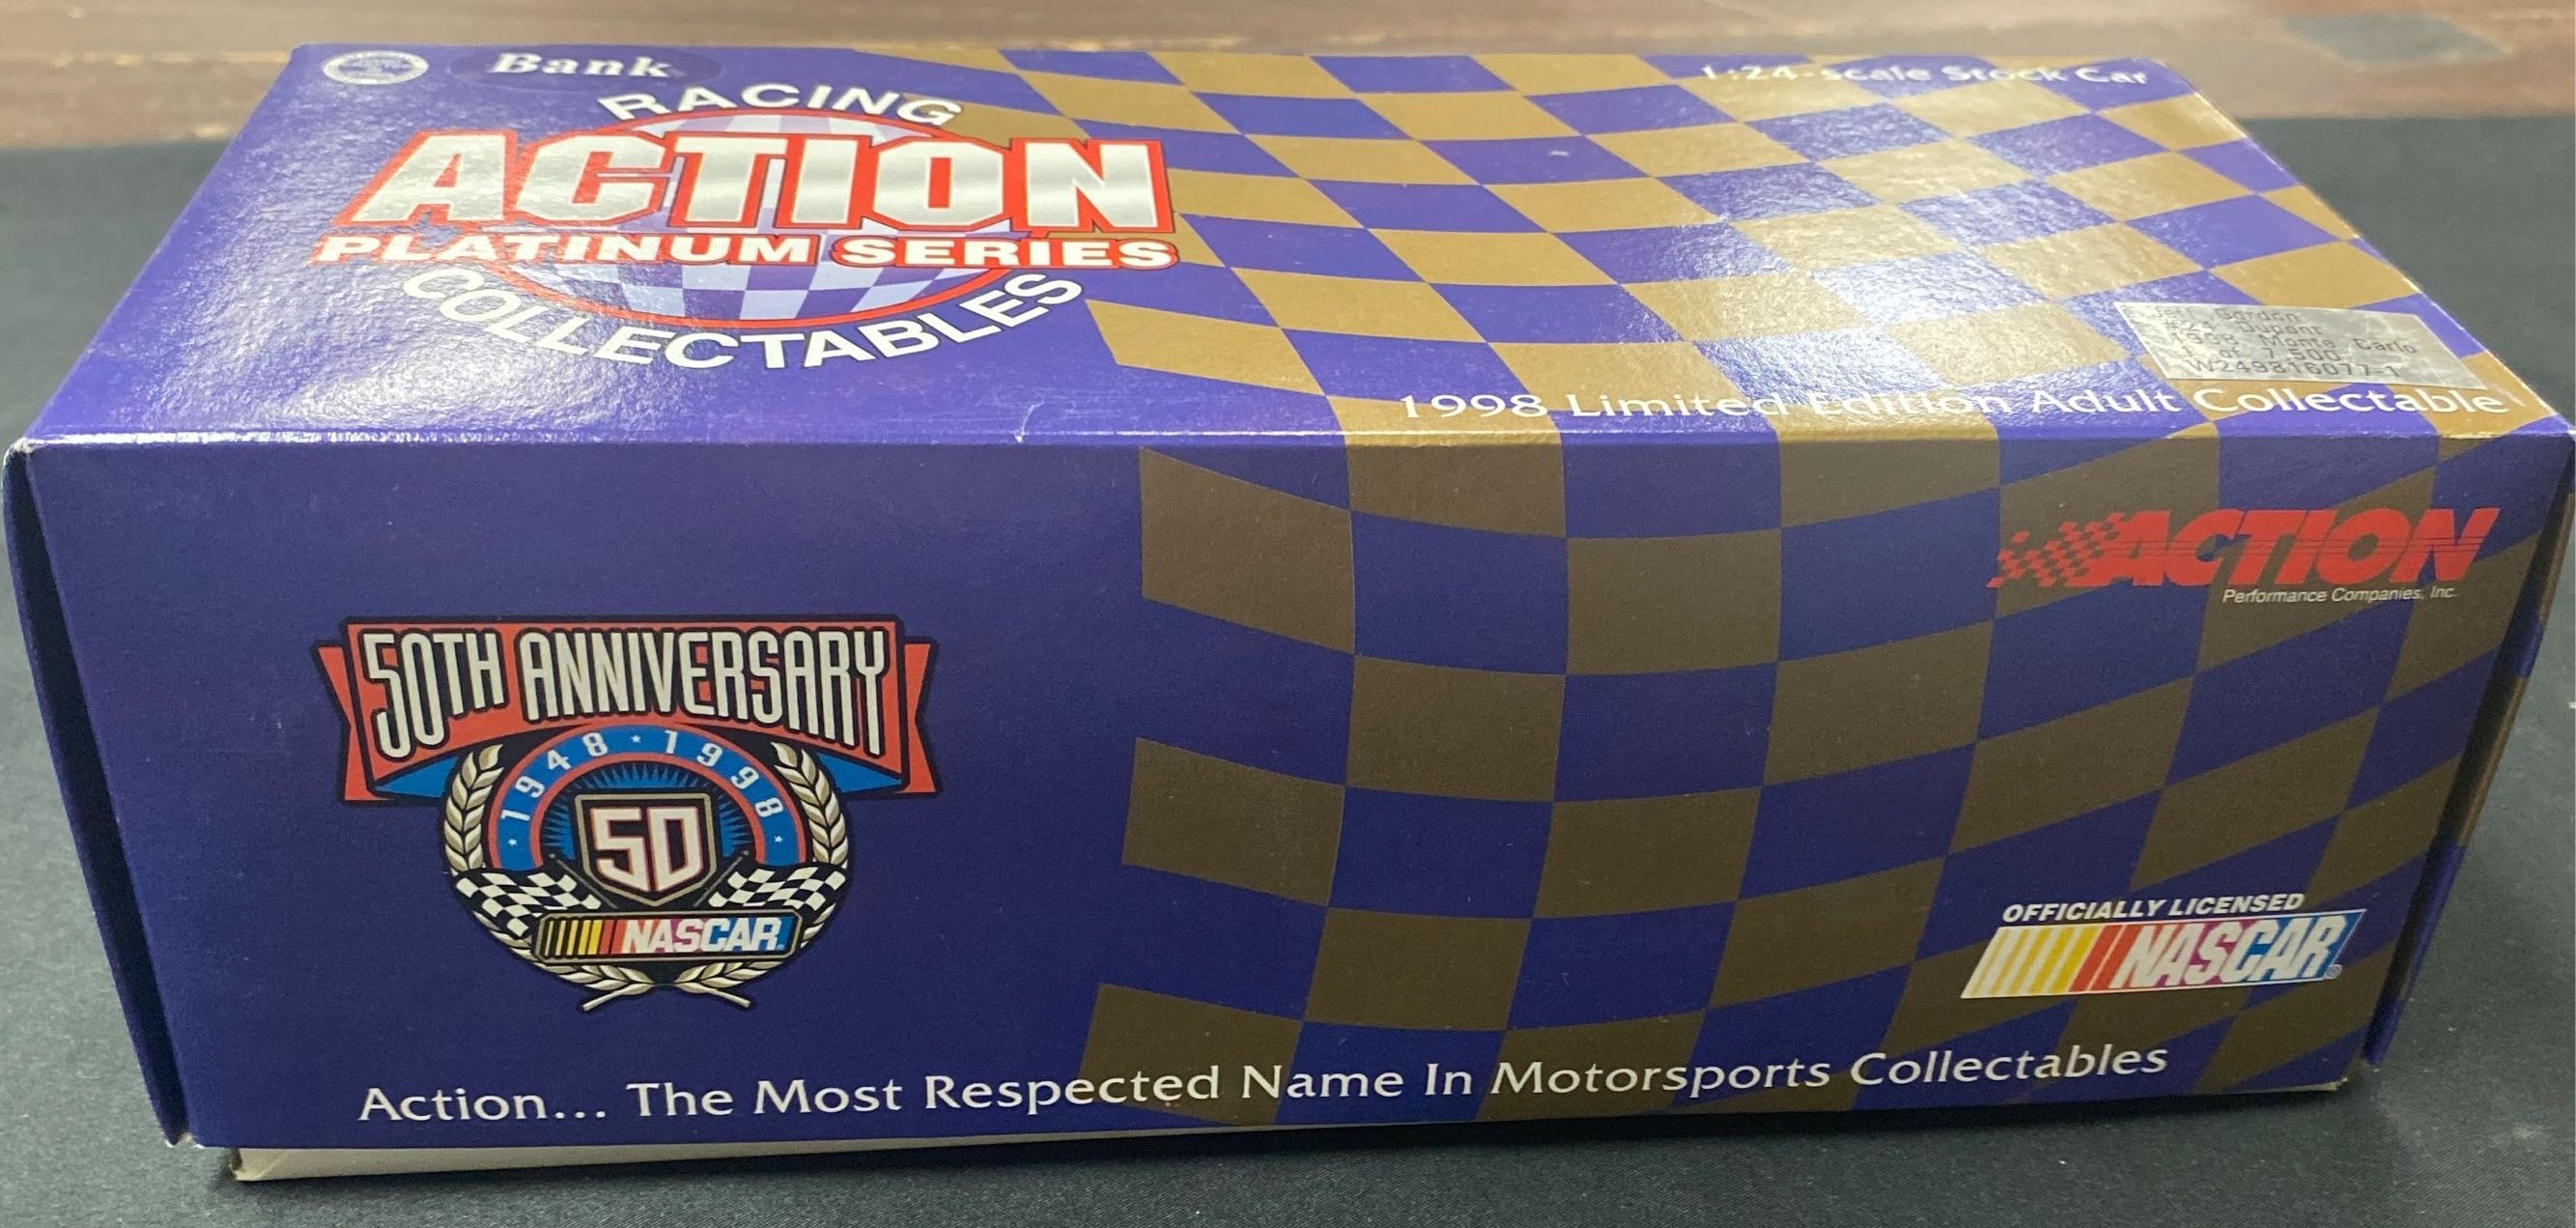 Bank
1:24-scale Stock Car
RACING
ACTION
PLATINUM SERIES
COLLECTABLES
Jeff Gordon
#24 Dupont
1998 Monte Carlo
1 of 7,500
W249816077-1
1998 Limited Edition Adult Collectable
ACTION
Performance Companies, Inc.
50TH ANNIVERSARY
1948 · 1998
50
NASCAR
OFFICIALLY LICENSED
NASCAR
Action... The Most Respected Name In Motorsports Collectables